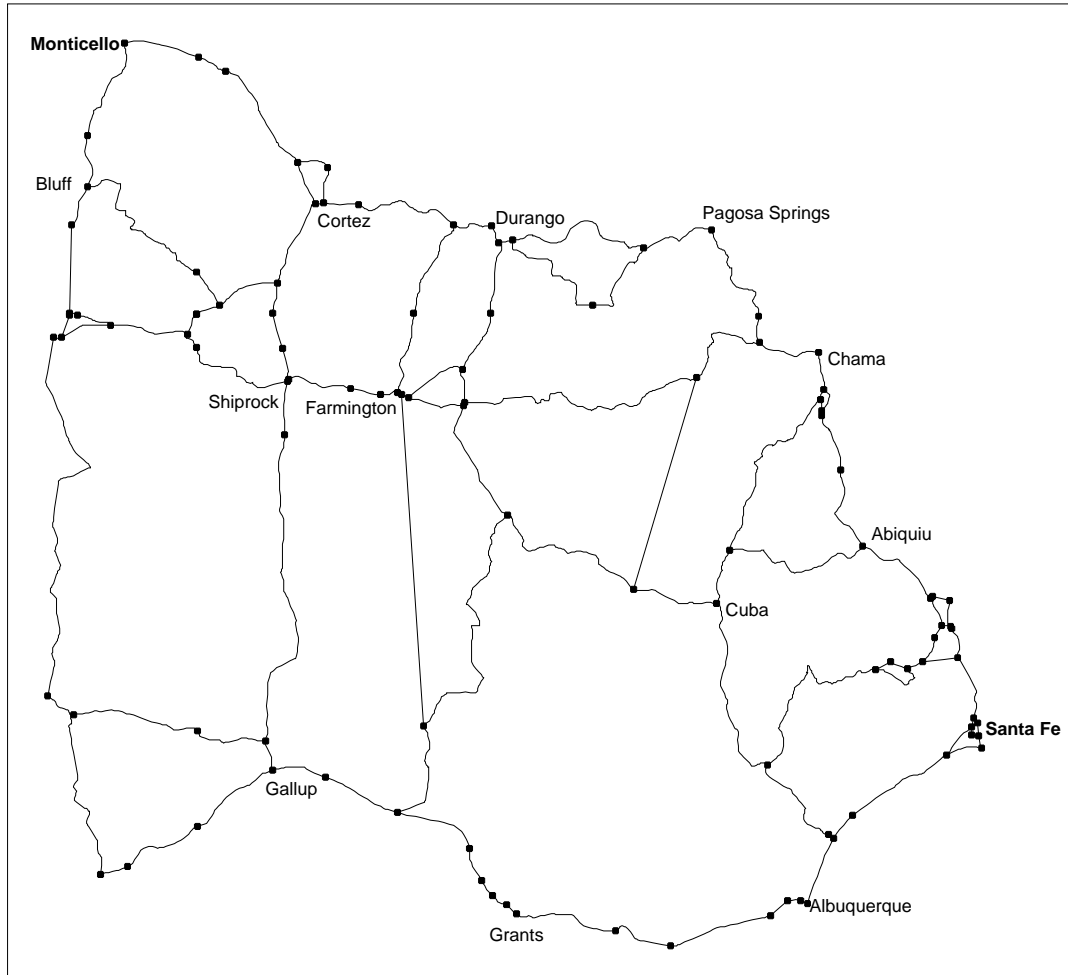 Monticello
Bluff
Cortez
Durango
Pagosa Springs
Chama
Shiprock
Farmington
Abiquiu
Cuba
Santa Fe
Gallup
Albuquerque
Grants